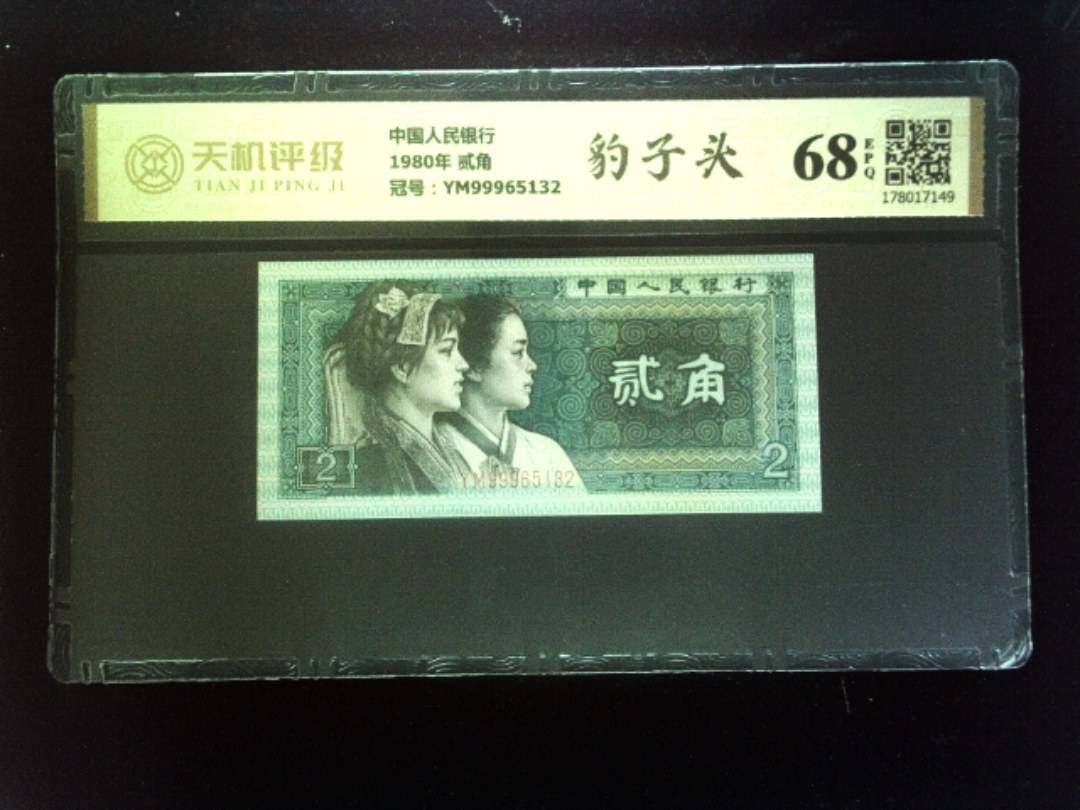 天机评级
TIAN JI PING JI
中国人民银行
1980年 贰角
冠号：YM99965132
豹子头
68
EPQ
178017149
中国人民银行
贰角
2
2
YM99965132